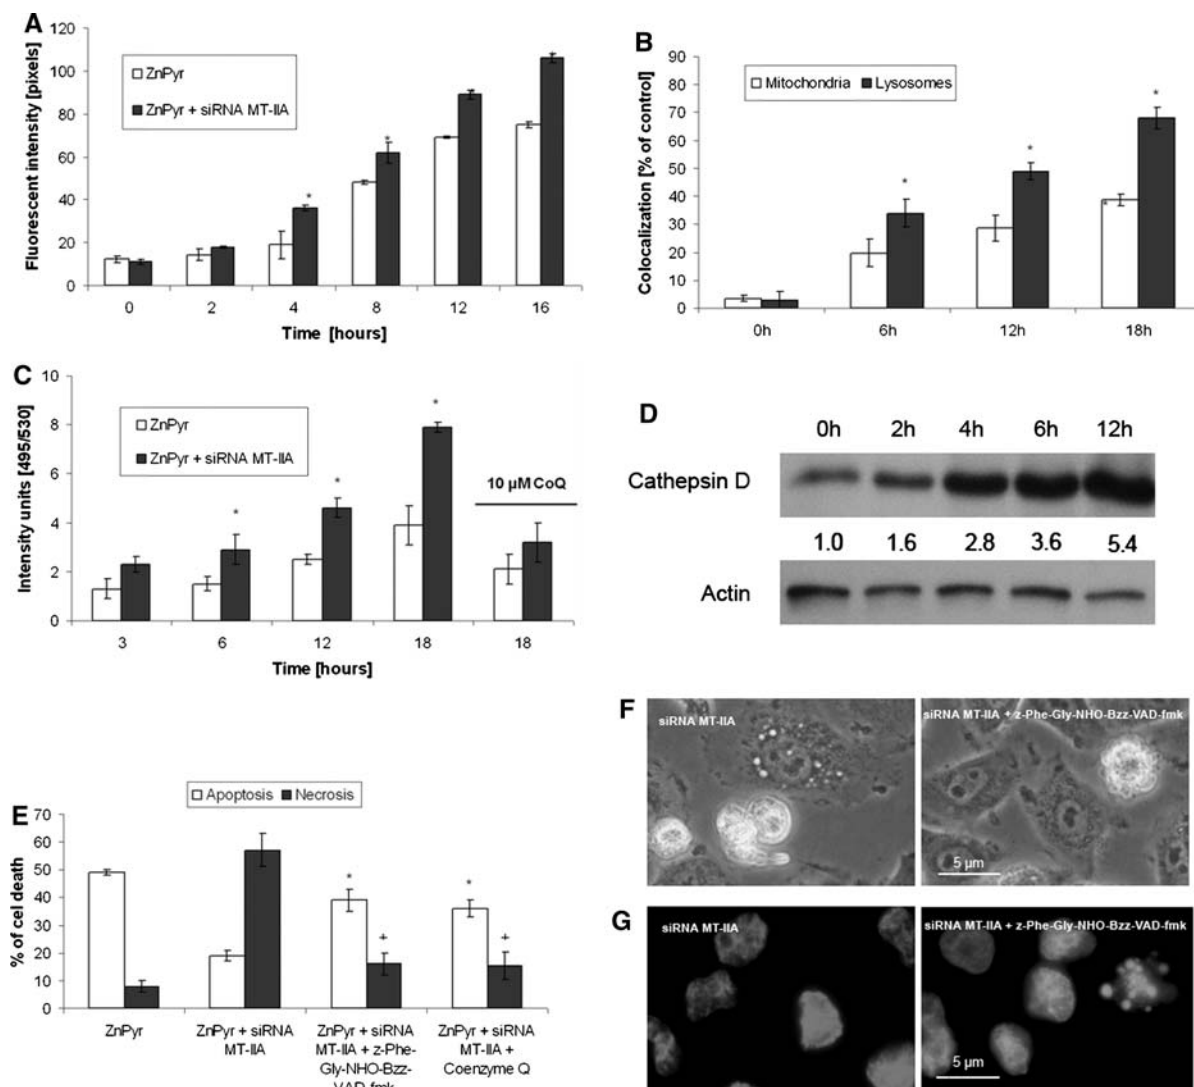 A
Fluorescent intensity [pixels]
120
100
80
60
40
20
0
ZnPyr
ZnPyr + siRNA MT-IIA
*
*
*
0 2 4 8 12 16
Time [hours]
B
Colocalization [% of control]
90
80
70
60
50
40
30
20
10
0
Mitochondria Lysosomes
*
*
*
*
0h 6h 12h 18h
C
Intensity units [495/530]
10
8
6
4
2
0
ZnPyr
ZnPyr + siRNA MT-IIA
*
*
*
10 µM CoQ
3 6 12 18 18
Time [hours]
D
0h 2h 4h 6h 12h
Cathepsin D
1.0 1.6 2.8 3.6 5.4
Actin
E
% of cel death
70
60
50
40
30
20
10
0
Apoptosis Necrosis
* +
* +
ZnPyr
ZnPyr + siRNA
MT-IIA
ZnPyr + siRNA
MT-IIA + z-Phe-
Gly-NHO-Bzz-
VAD-fmk
ZnPyr + siRNA
MT-IIA +
Coenzyme Q
F
siRNA MT-IIA
siRNA MT-IIA + z-Phe-Gly-NHO-Bzz-VAD-fmk
5 µm
G
siRNA MT-IIA
siRNA MT-IIA + z-Phe-Gly-NHO-Bzz-VAD-fmk
5 µm